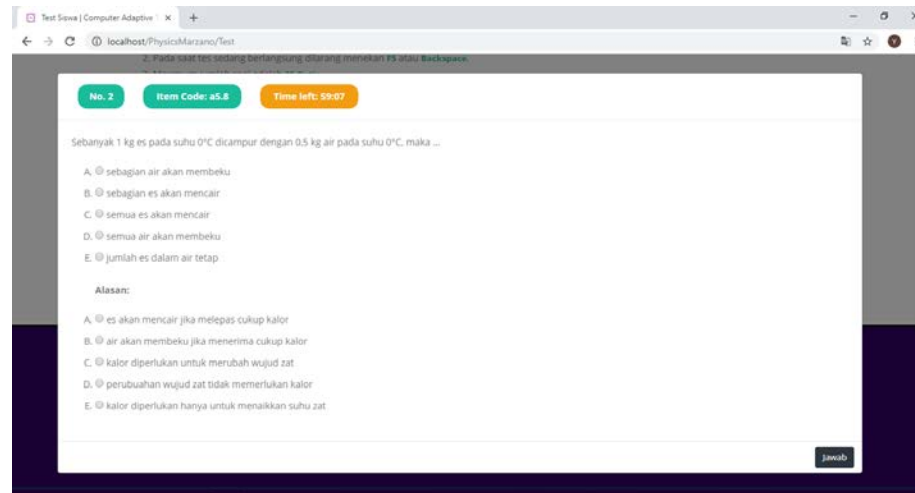 Test Siswa | Computer Adaptive T
localhost/PhysicsMarzano/Test
2. Pada saat tes sedang berlangsung dilarang menekan F5 atau Backspace.
No. 2
Item Code: a5.8
Time left: 59:07
Sebanyak 1 kg es pada suhu 0°C dicampur dengan 0,5 kg air pada suhu 0°C, maka ...
A. sebagian air akan membeku
B. sebagian es akan mencair
C. semua es akan mencair
D. semua air akan membeku
E. jumlah es dalam air tetap
Alasan:
A. es akan mencair jika melepas cukup kalor
B. air akan membeku jika menerima cukup kalor
C. kalor diperlukan untuk merubah wujud zat
D. perubuahan wujud zat tidak memerlukan kalor
E. kalor diperlukan hanya untuk menaikkan suhu zat
Jawab